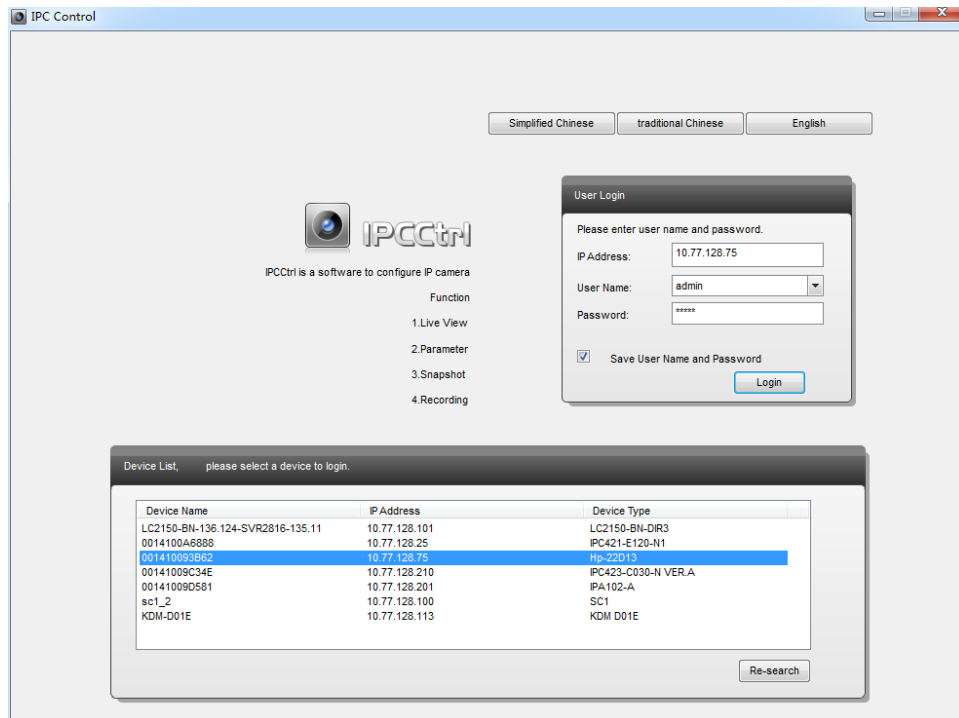 IPC Control
Simplified Chinese traditional Chinese English
IPCCtrl
IPCCtrl is a software to configure IP camera
Function
1.Live View
2.Parameter
3.Snapshot
4.Recording
User Login
Please enter user name and password.
IP Address: 10.77.128.75
User Name: admin
Password: *****
Save User Name and Password
Login
Device List, please select a device to login.
Device Name IP Address Device Type
LC2150-BN-136.124-SVR2816-135.11 10.77.128.101 LC2150-BN-DIR3
0014100A6888 10.77.128.25 IPC421-E120-N1
001410093B62 10.77.128.75 Hp-22D13
00141009C34E 10.77.128.210 IPC423-C030-N VER.A
00141009D581 10.77.128.201 IPA102-A
sc1_2 10.77.128.100 SC1
KDM-D01E 10.77.128.113 KDM D01E
Re-search